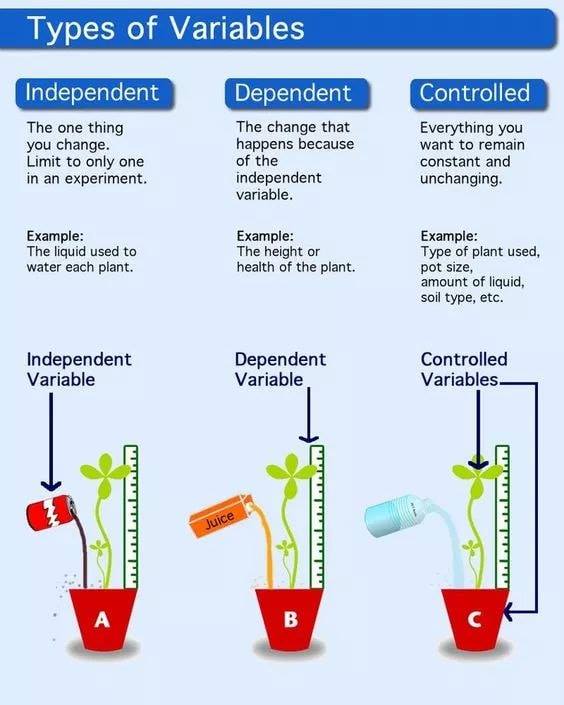 Types of Variables
Independent
The one thing
you change.
Limit to only one
in an experiment.
Example:
The liquid used to
water each plant.
Dependent
The change that
happens because
of the
independent
variable.
Example:
The height or
health of the plant.
Controlled
Everything you
want to remain
constant and
unchanging.
Example:
Type of plant used,
pot size,
amount of liquid,
soil type, etc.
Independent
Variable
Dependent
Variable
Controlled
Variables
Juice
A
B
C